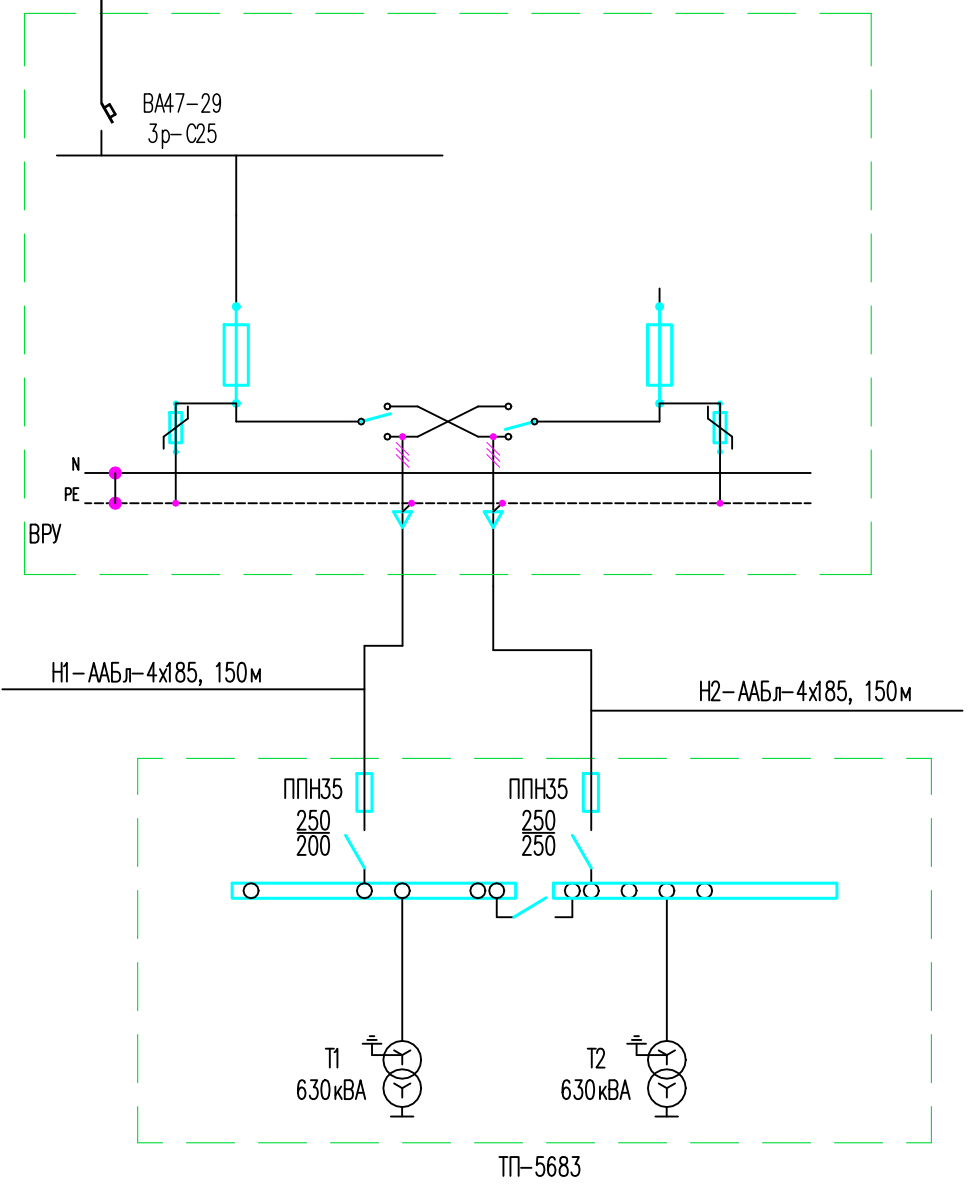 ВА47-29
3р-С25
N
PE
ВРУ
Н1-ААБл-4х185, 150м
Н2-ААБл-4х185, 150м
ППН35
250
200
ППН35
250
250
Т1
630кВА
Т2
630кВА
ТП-5683